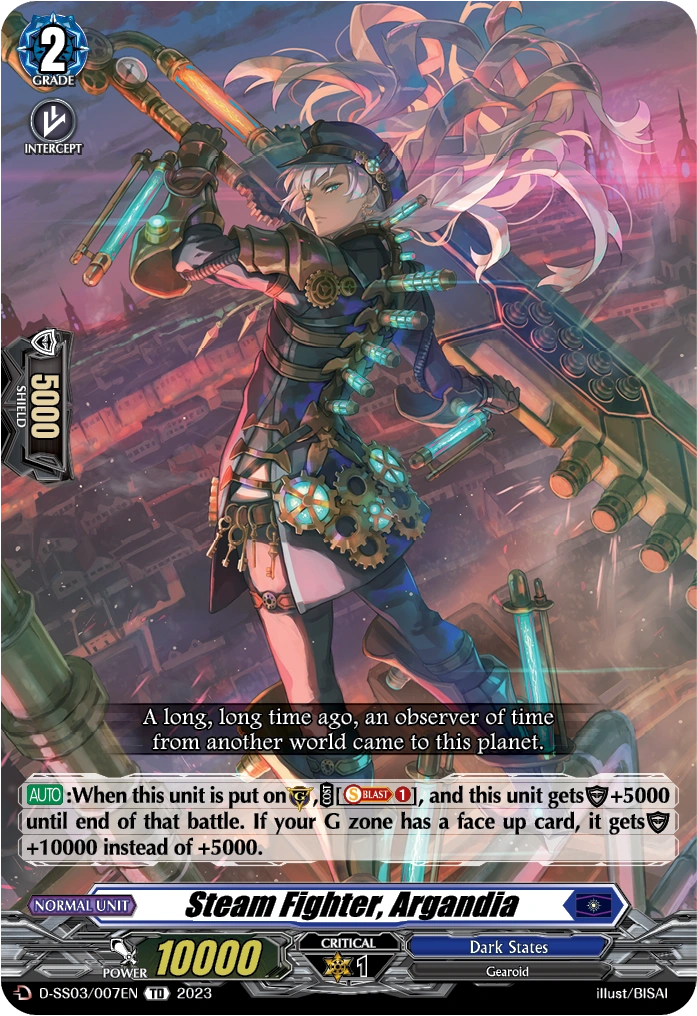 2
GRADE
INTERCEPT
5000
SHIELD
A long, long time ago, an observer of time
from another world came to this planet.
AUTO :When this unit is put on G, COST [S BLAST 1], and this unit gets +5000
until end of that battle. If your G zone has a face up card, it gets
+10000 instead of +5000.
NORMAL UNIT
Steam Fighter, Argandia
POWER 10000
CRITICAL
1
Dark States
Gearoid
D D-SS03/007EN TD 2023
illust/BISAI